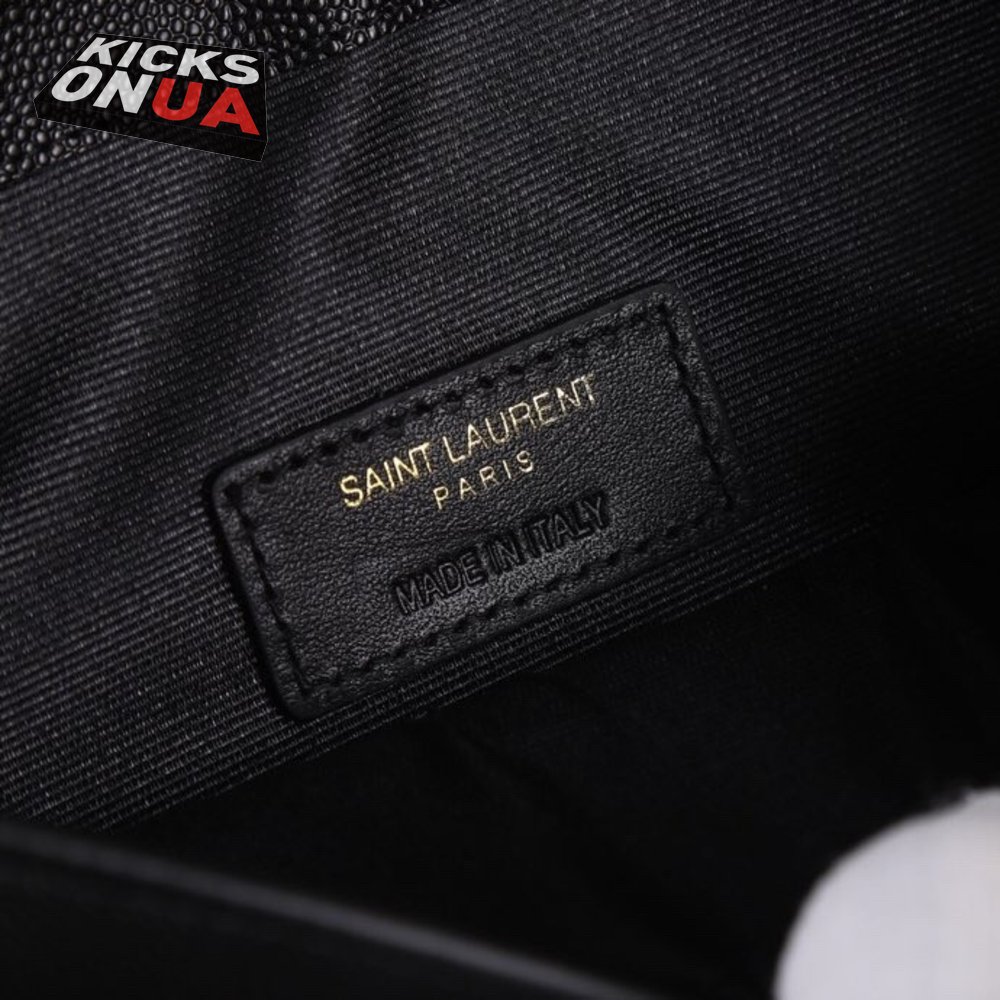 KICKS
ONUA
SAINT LAURENT
PARIS
MADE IN ITALY